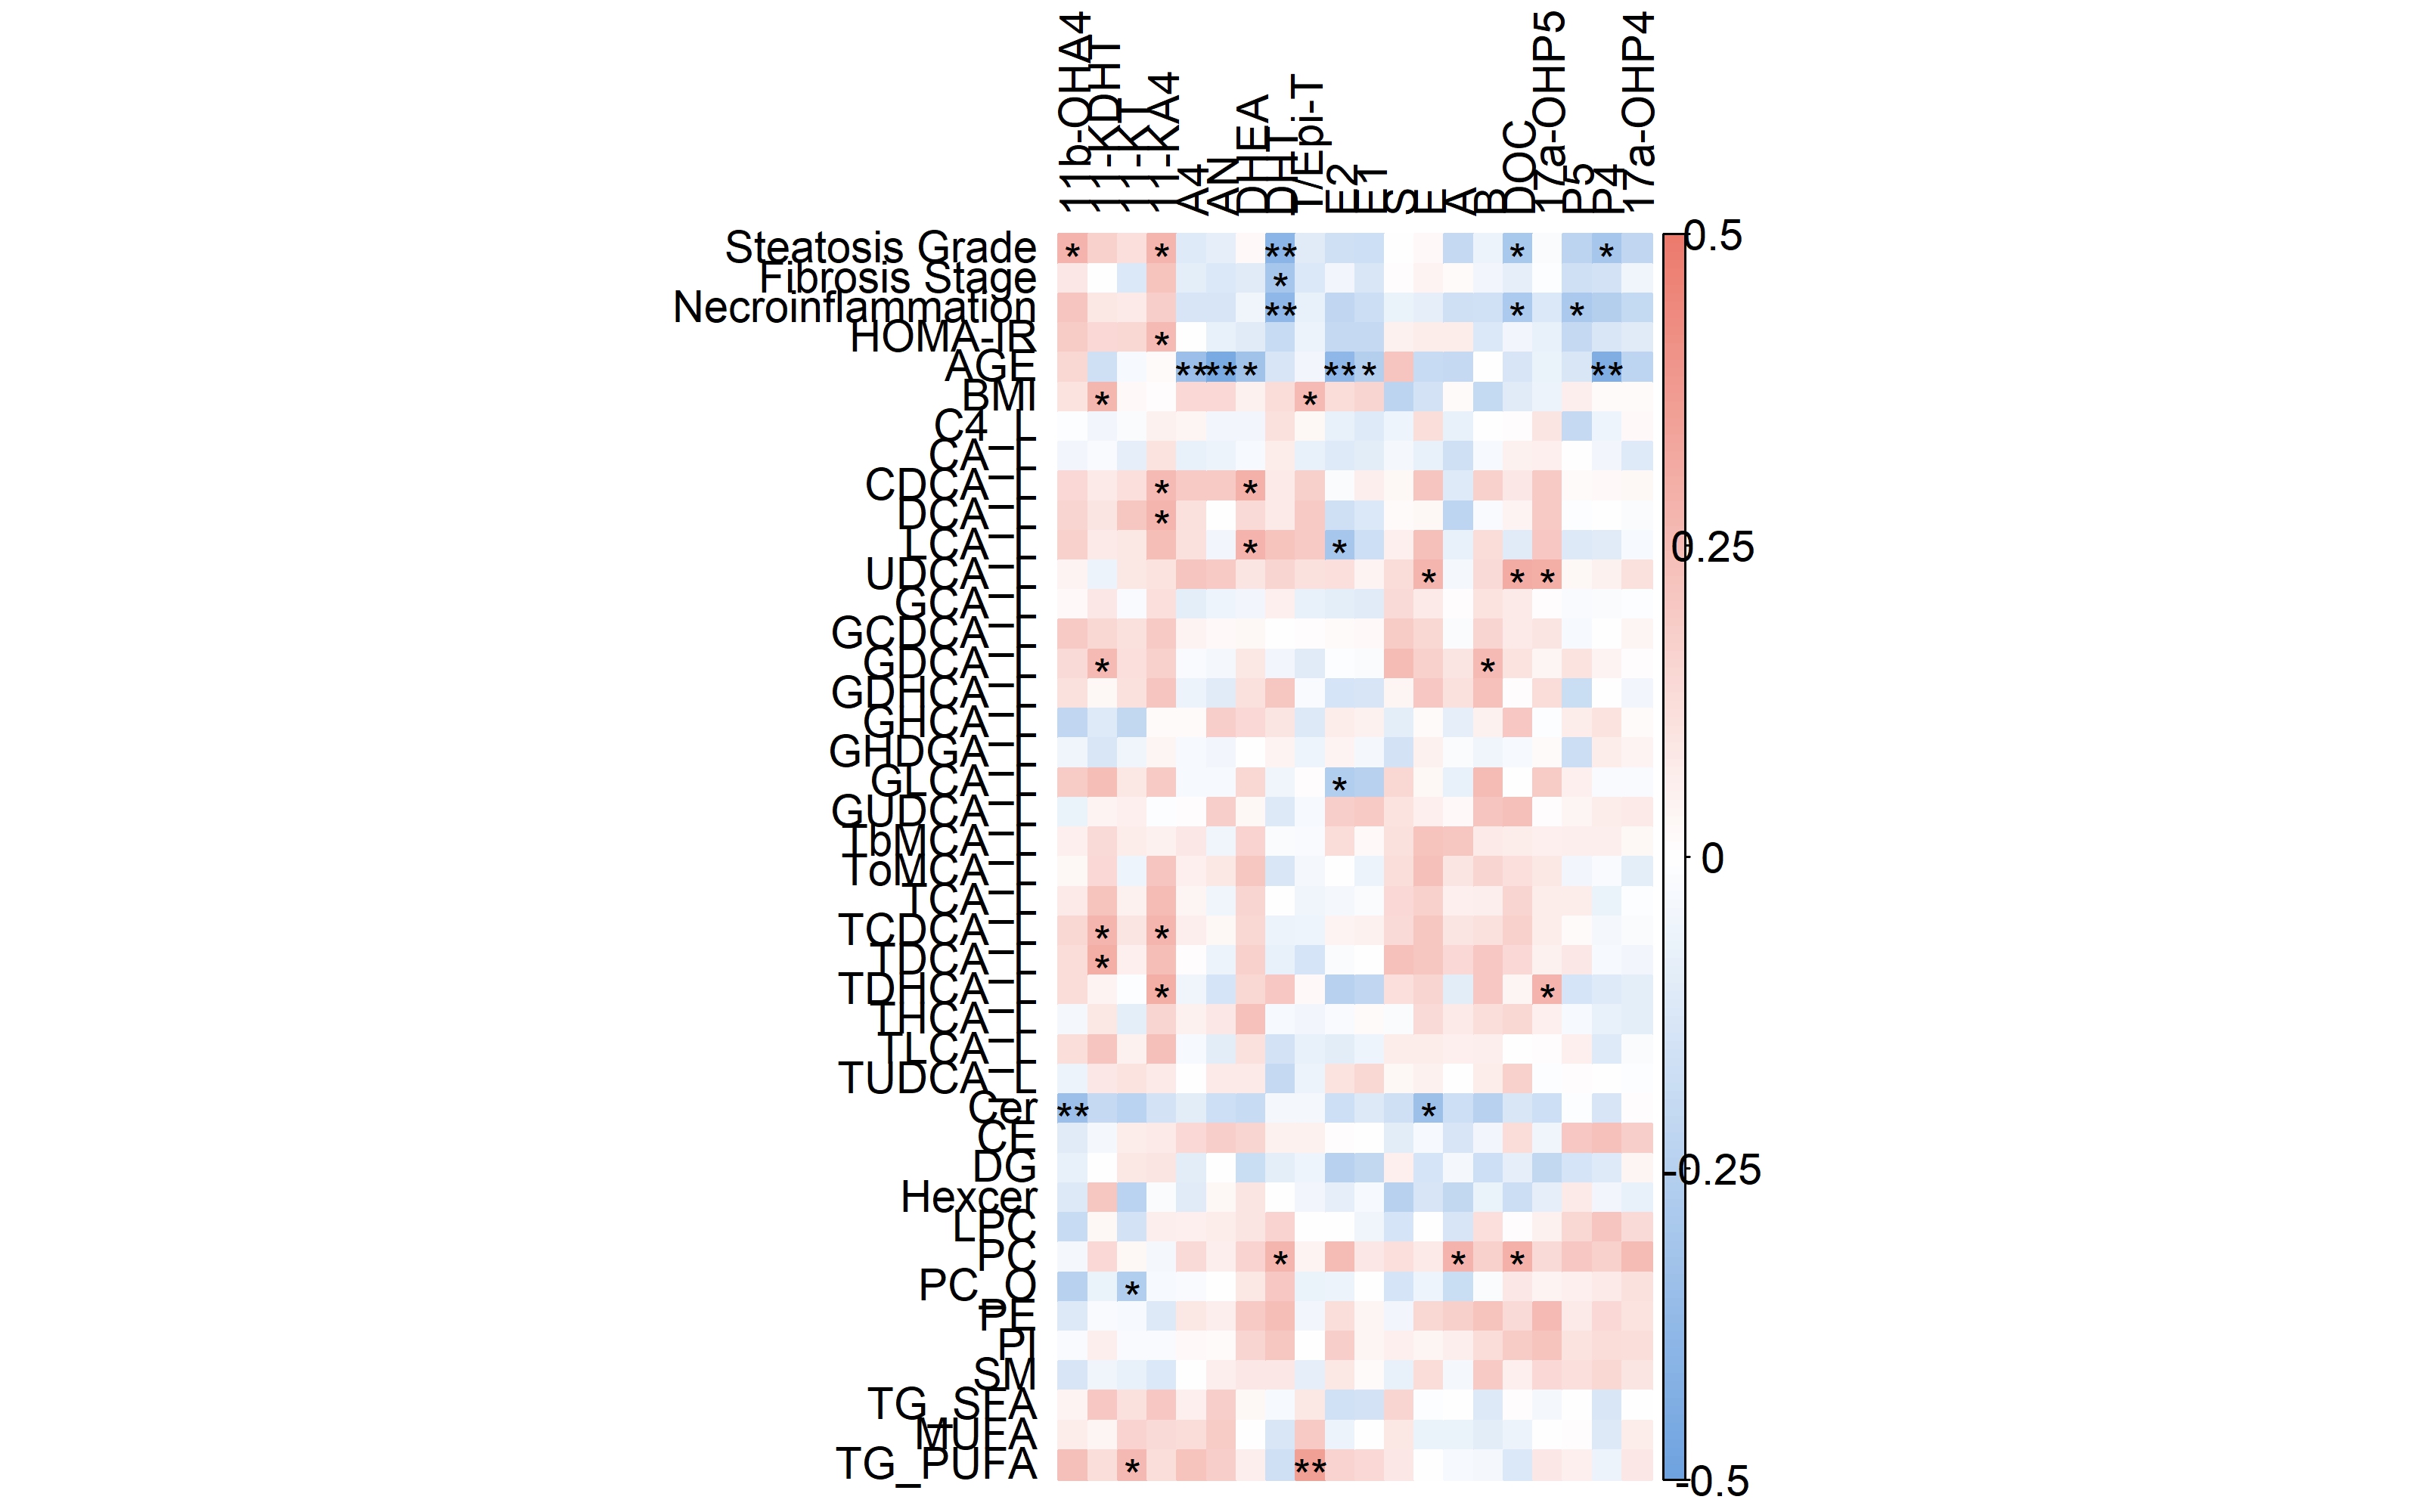 11b-OHA4
11-KDHT
11-KT
11-KA4
A4
AN
DHEA
DHT
T/Epi-T
E2
E1
S
E
A
B
DOC
17a-OHP5
P5
P4
17a-OHP4
Steatosis Grade
* * ** * *
Fibrosis Stage
*
Necroinflammation
** * *
HOMA-IR
*
AGE
** ** * ** * **
BMI
* *
C4_L
CA_L
CDCA_L
* *
DCA_L
*
LCA_L
* *
UDCA_L
* * *
GCA_L
GCDCA_L
GDCA_L
* *
GDHCA_L
GHCA_L
GHDGA_L
GLCA_L
*
GUDCA_L
TbMCA_L
ToMCA_L
TCA_L
TCDCA_L
* *
TDCA_L
*
TDHCA_L
* *
THCA_L
TLCA_L
TUDCA_L
Cer
** *
CE
DG
Hexcer
LPC
PC
* * *
PC_O
*
PE
PI
SM
TG_SFA
MUFA
TG_PUFA
* **
0.5
0.25
0
-0.25
-0.5